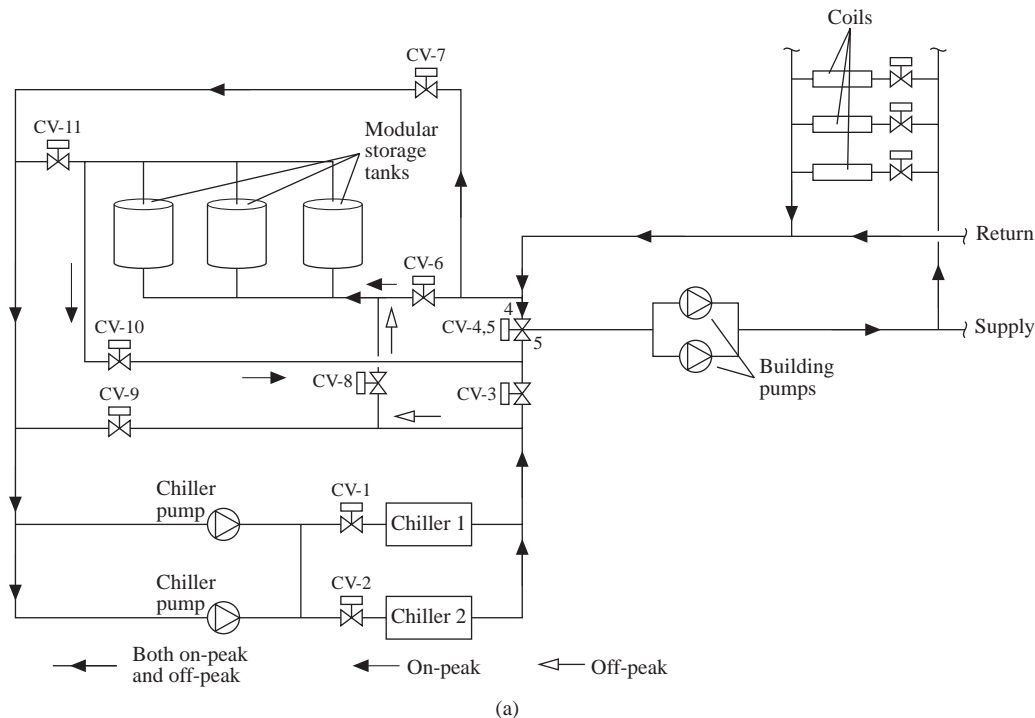 Coils
CV-7
CV-11
Modular
storage
tanks
Return
CV-6
4
CV-4,5
5
Supply
CV-10
Building
pumps
CV-8
CV-3
CV-9
Chiller
pump
CV-1
Chiller 1
Chiller
pump
CV-2
Chiller 2
Both on-peak
and off-peak
On-peak
Off-peak
(a)